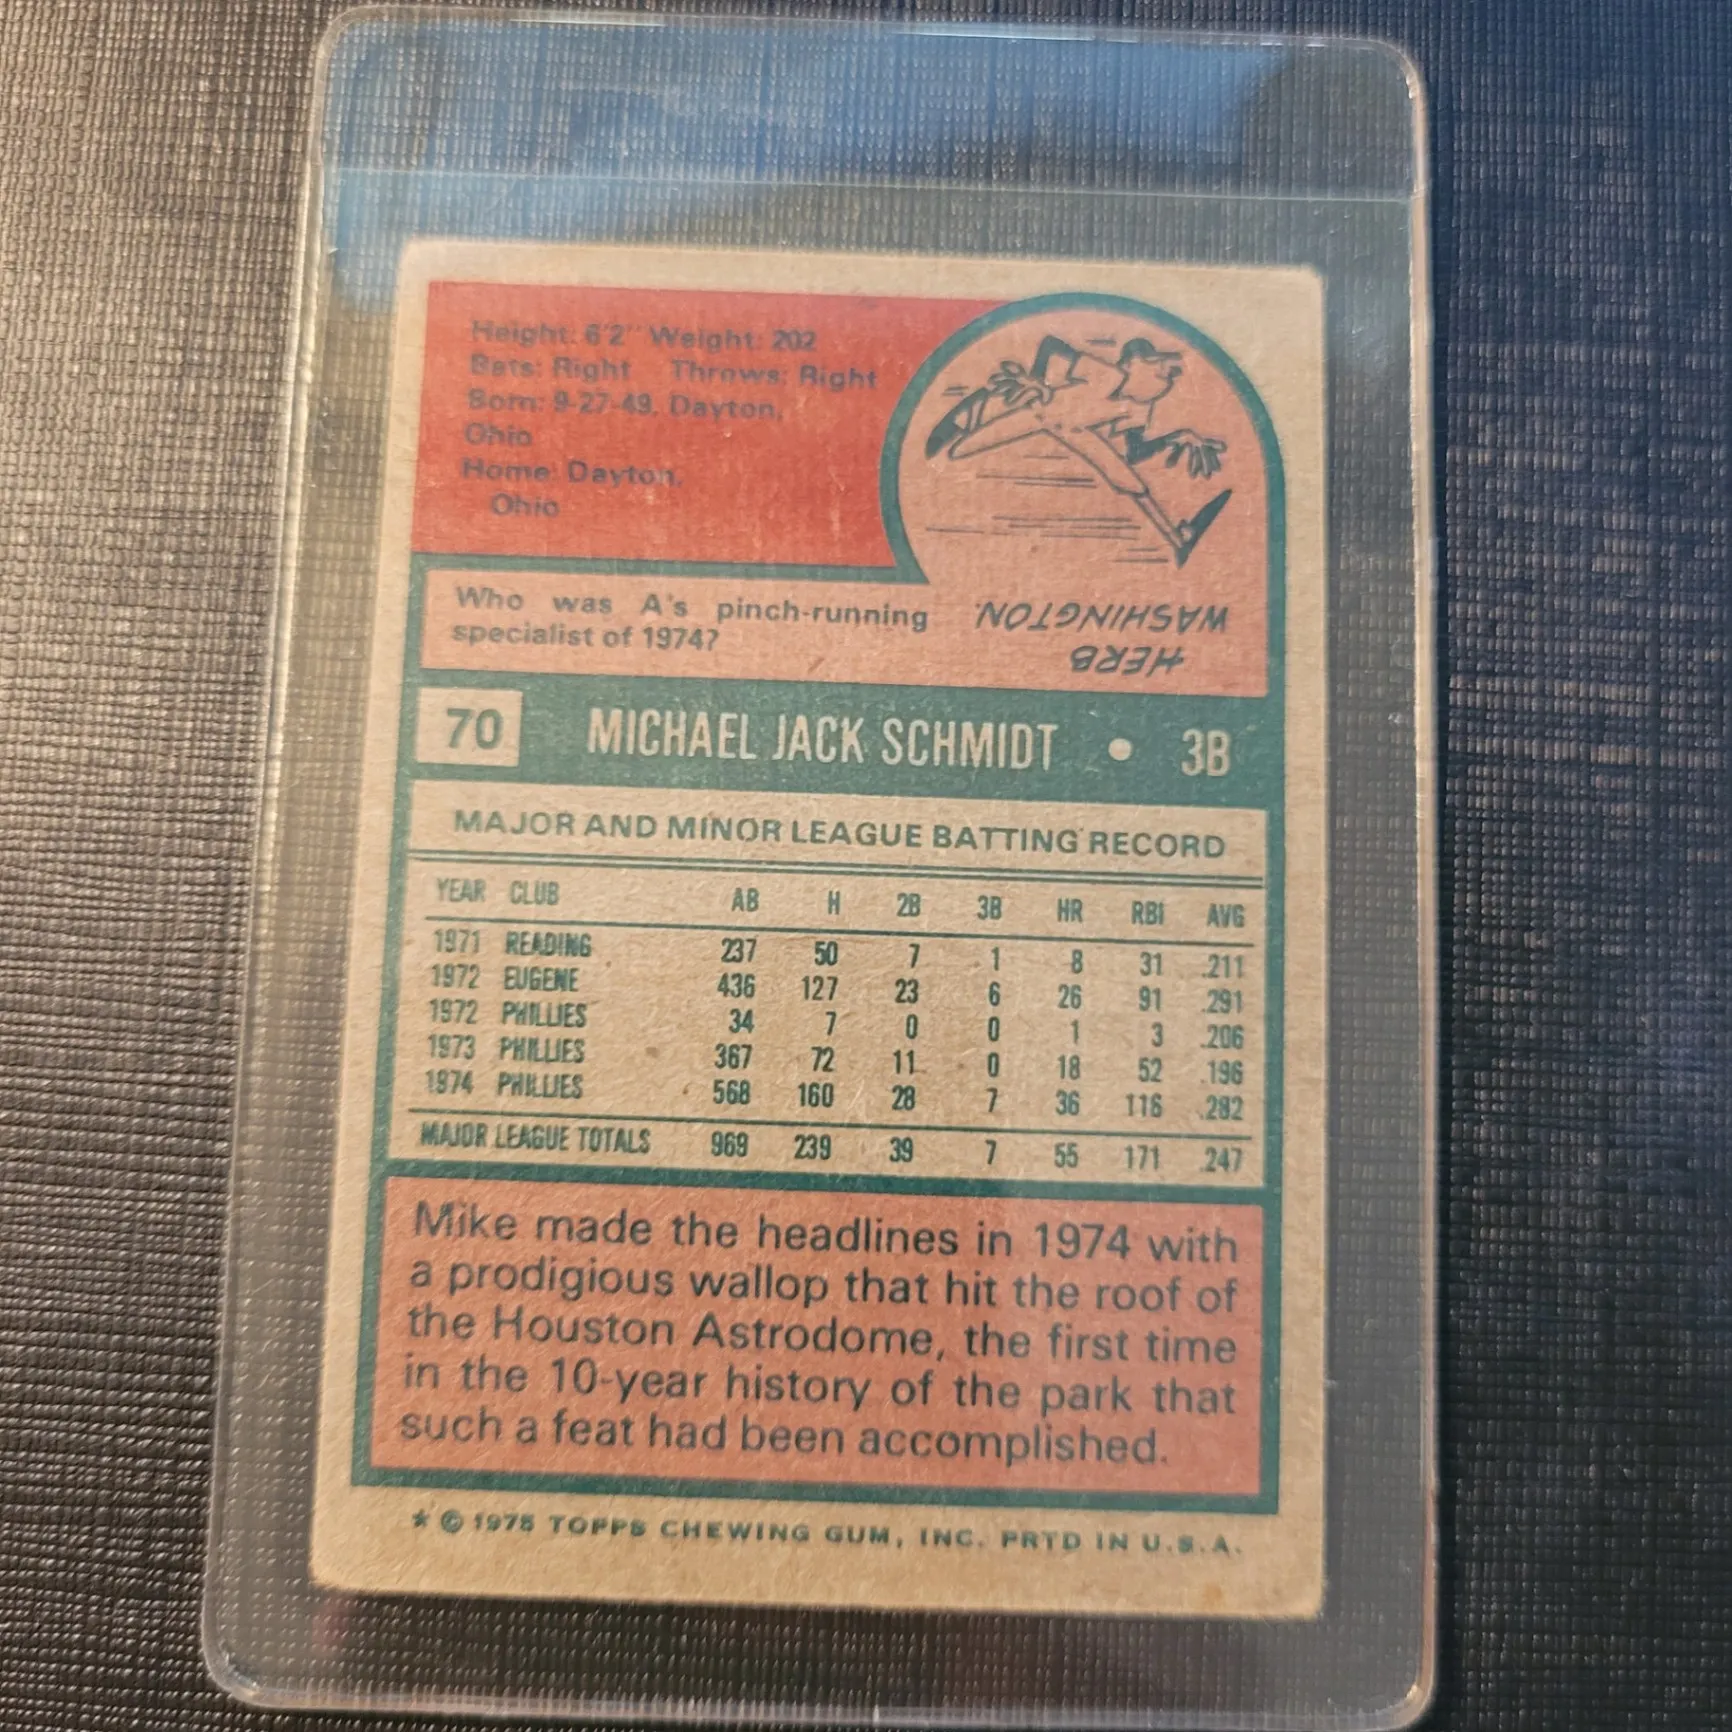 Height: 6'2" Weight: 202
Bats: Right Throws: Right
Born: 9-27-49, Dayton,
Ohio
Home: Dayton,
Ohio
Who was A's pinch-running
specialist of 1974?
HERB
WASHINGTON.
70 MICHAEL JACK SCHMIDT • 3B
MAJOR AND MINOR LEAGUE BATTING RECORD
YEAR CLUB AB H 2B 3B HR RBI AVG
1971 READING 237 50 7 1 8 31 .211
1972 EUGENE 436 127 23 6 26 91 .291
1972 PHILLIES 34 7 0 0 1 3 .206
1973 PHILLIES 367 72 11 0 18 52 .196
1974 PHILLIES 568 160 28 7 36 116 .282
MAJOR LEAGUE TOTALS 969 239 39 7 55 171 .247
Mike made the headlines in 1974 with
a prodigious wallop that hit the roof of
the Houston Astrodome, the first time
in the 10-year history of the park that
such a feat had been accomplished.
* © 1975 TOPPS CHEWING GUM, INC. PRTD IN U.S.A.